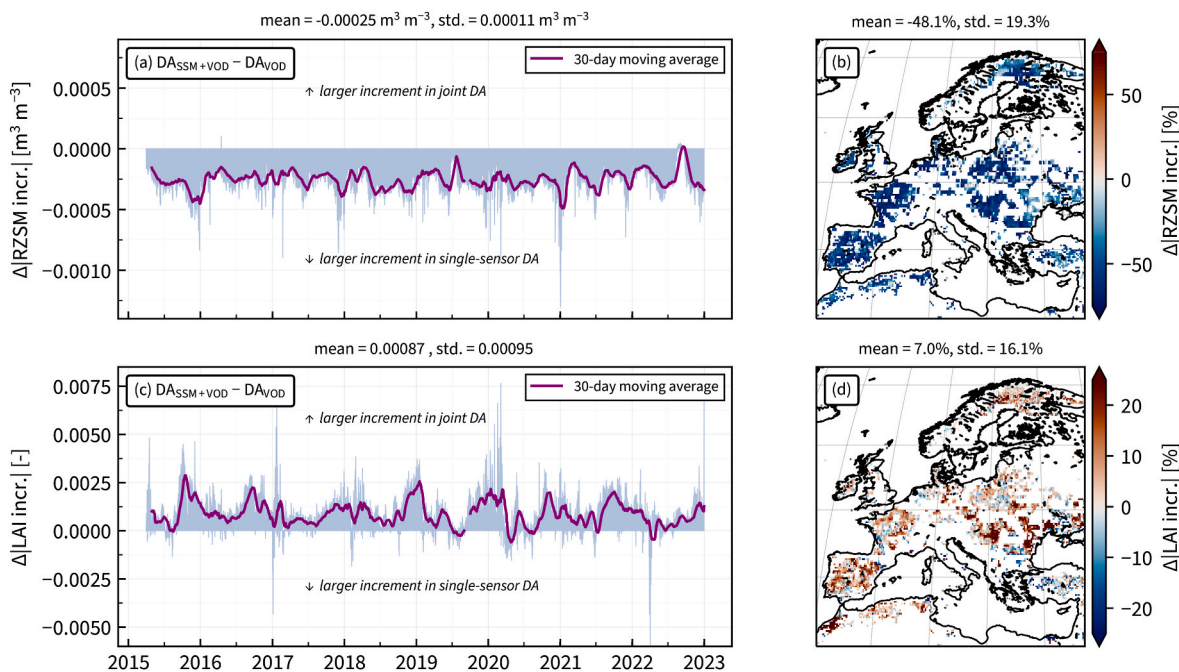 mean = -0.00025 m³ m⁻³, std. = 0.00011 m³ m⁻³
(a) DA_SSM+VOD − DA_VOD
30-day moving average
↑ larger increment in joint DA
↓ larger increment in single-sensor DA
Δ|RZSM incr.| [m³ m⁻³]
0.0005
0.0000
−0.0005
−0.0010
mean = -48.1%, std. = 19.3%
(b)
50
0
−50
Δ|RZSM incr.| [%]
mean = 0.00087 , std. = 0.00095
(c) DA_SSM+VOD − DA_VOD
30-day moving average
↑ larger increment in joint DA
↓ larger increment in single-sensor DA
Δ|LAI incr.| [-]
0.0075
0.0050
0.0025
0.0000
−0.0025
−0.0050
2015 2016 2017 2018 2019 2020 2021 2022 2023
mean = 7.0%, std. = 16.1%
(d)
20
10
0
−10
−20
Δ|LAI incr.| [%]